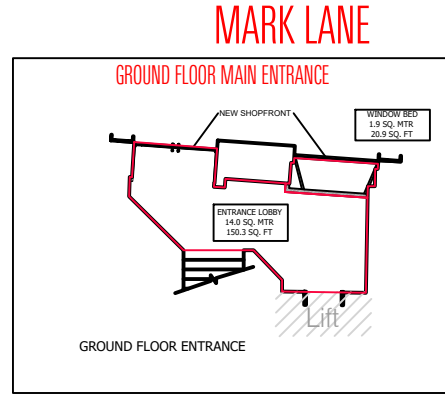 MARK LANE
GROUND FLOOR MAIN ENTRANCE
NEW SHOPFRONT
WINDOW BED
1.9 SQ. MTR
20.9 SQ. FT
ENTRANCE LOBBY
14.0 SQ. MTR
150.3 SQ. FT
Lift
GROUND FLOOR ENTRANCE